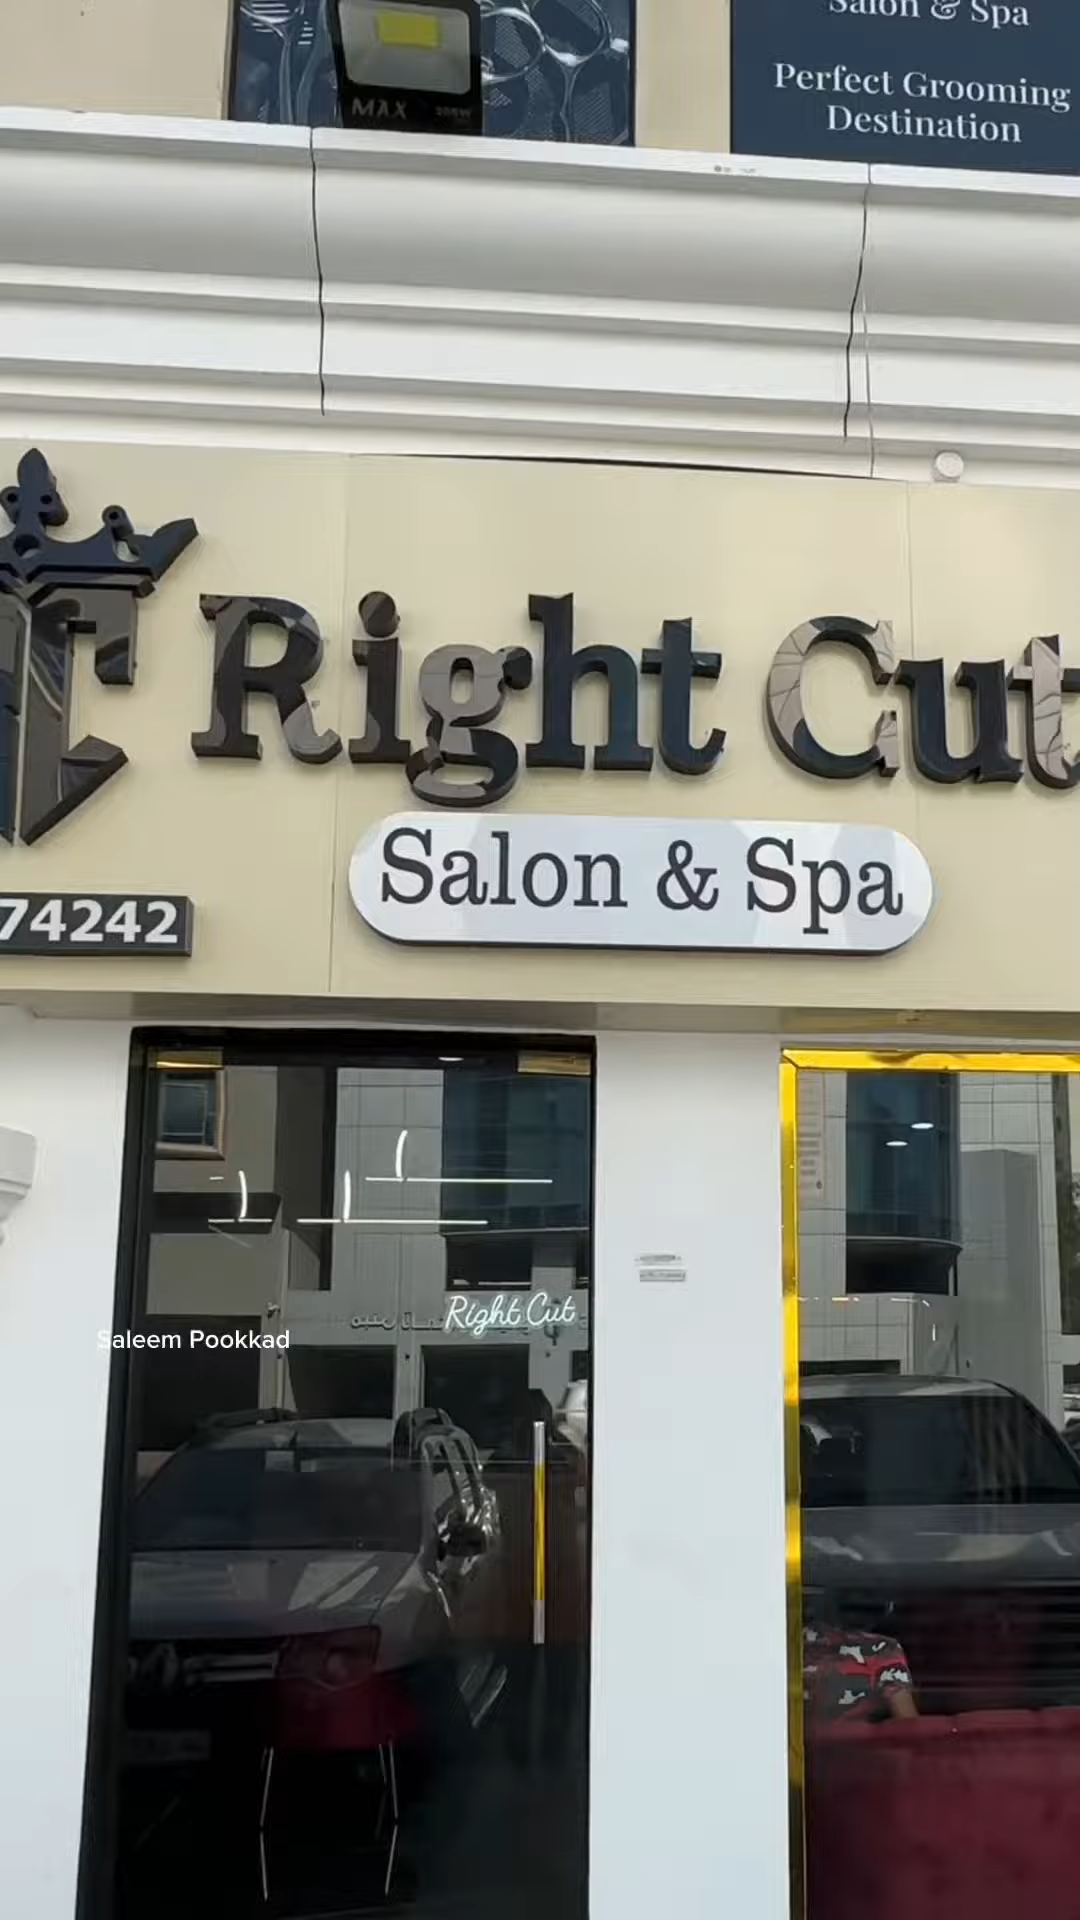 Salon & Spa
Perfect Grooming
Destination
MAX
Right Cut
Salon & Spa
74242
Right Cut
Saleem Pookkad